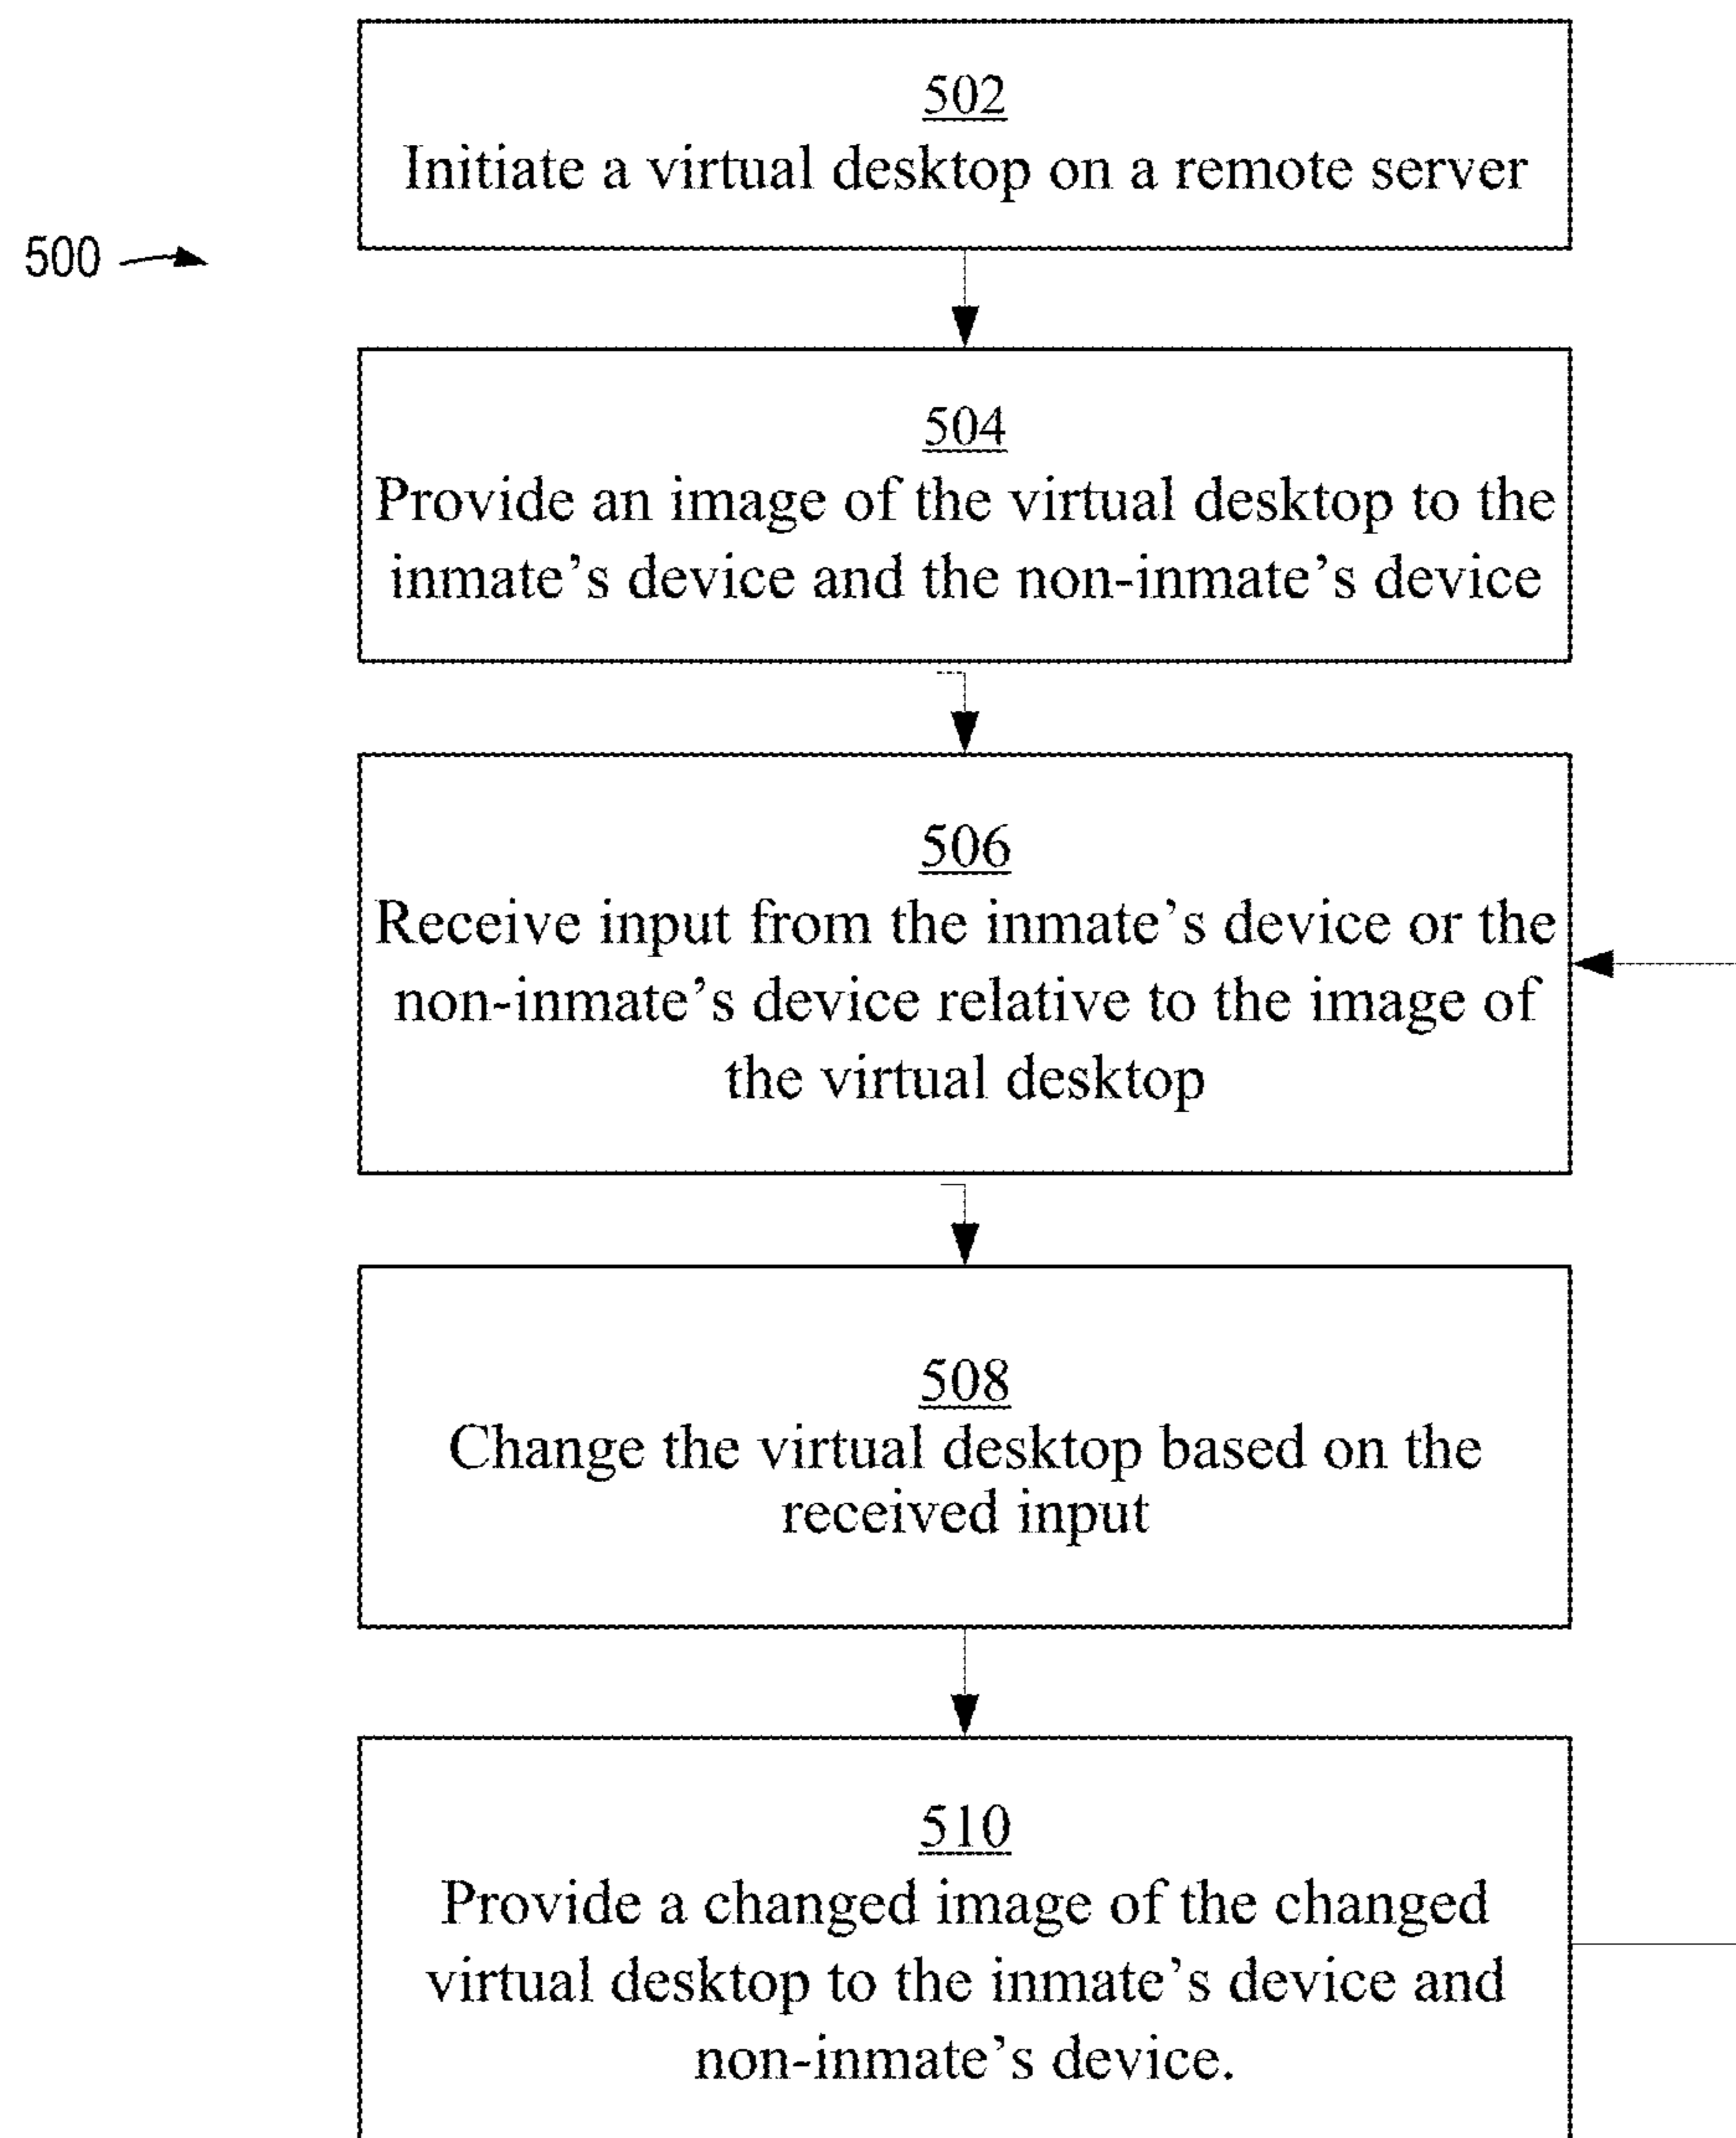 502
Initiate a virtual desktop on a remote server
500
504
Provide an image of the virtual desktop to the
inmate’s device and the non-inmate’s device
506
Receive input from the inmate’s device or the
non-inmate’s device relative to the image of
the virtual desktop
508
Change the virtual desktop based on the
received input
510
Provide a changed image of the changed
virtual desktop to the inmate’s device and
non-inmate’s device.